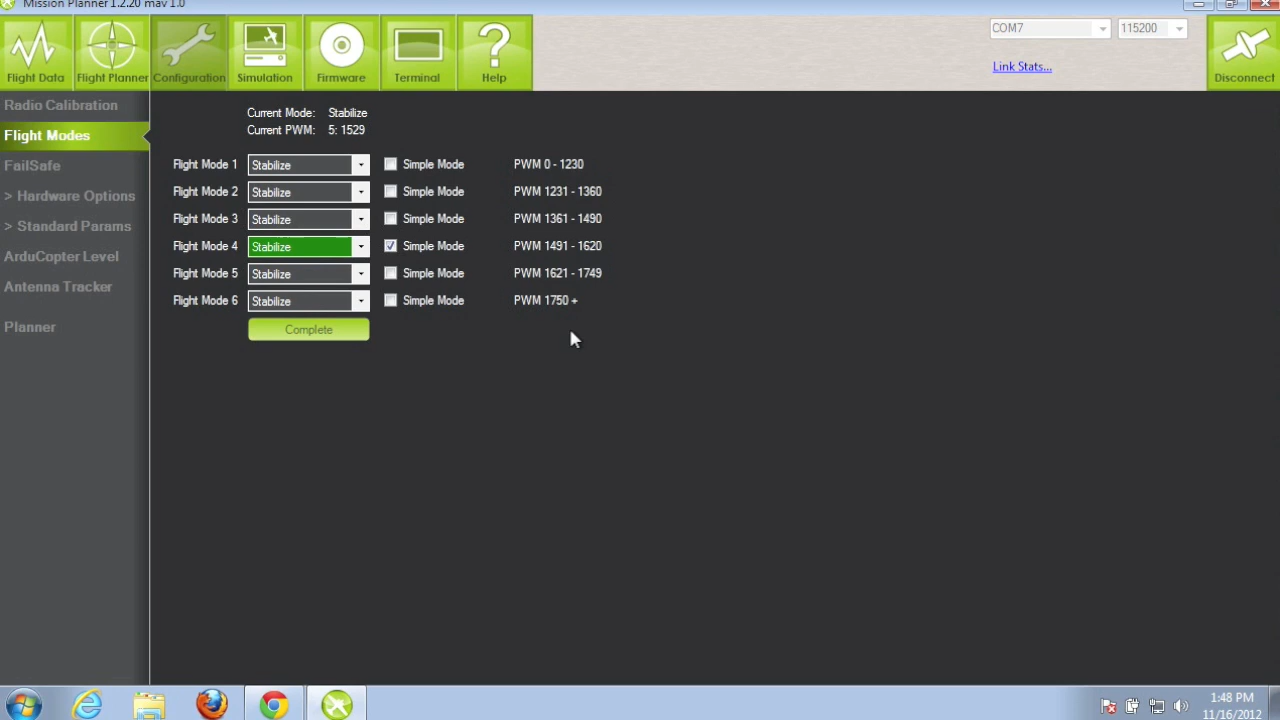 Mission Planner 1.2.20 mav 1.0
Flight Data
Flight Planner
Configuration
Simulation
Firmware
Terminal
Help
COM7
115200
Link Stats...
Disconnect
Radio Calibration
Flight Modes
FailSafe
> Hardware Options
> Standard Params
ArduCopter Level
Antenna Tracker
Planner
Current Mode: Stabilize
Current PWM: 5: 1529
Flight Mode 1 Stabilize Simple Mode PWM 0 - 1230
Flight Mode 2 Stabilize Simple Mode PWM 1231 - 1360
Flight Mode 3 Stabilize Simple Mode PWM 1361 - 1490
Flight Mode 4 Stabilize Simple Mode PWM 1491 - 1620
Flight Mode 5 Stabilize Simple Mode PWM 1621 - 1749
Flight Mode 6 Stabilize Simple Mode PWM 1750 +
Complete
1:48 PM
11/16/2012